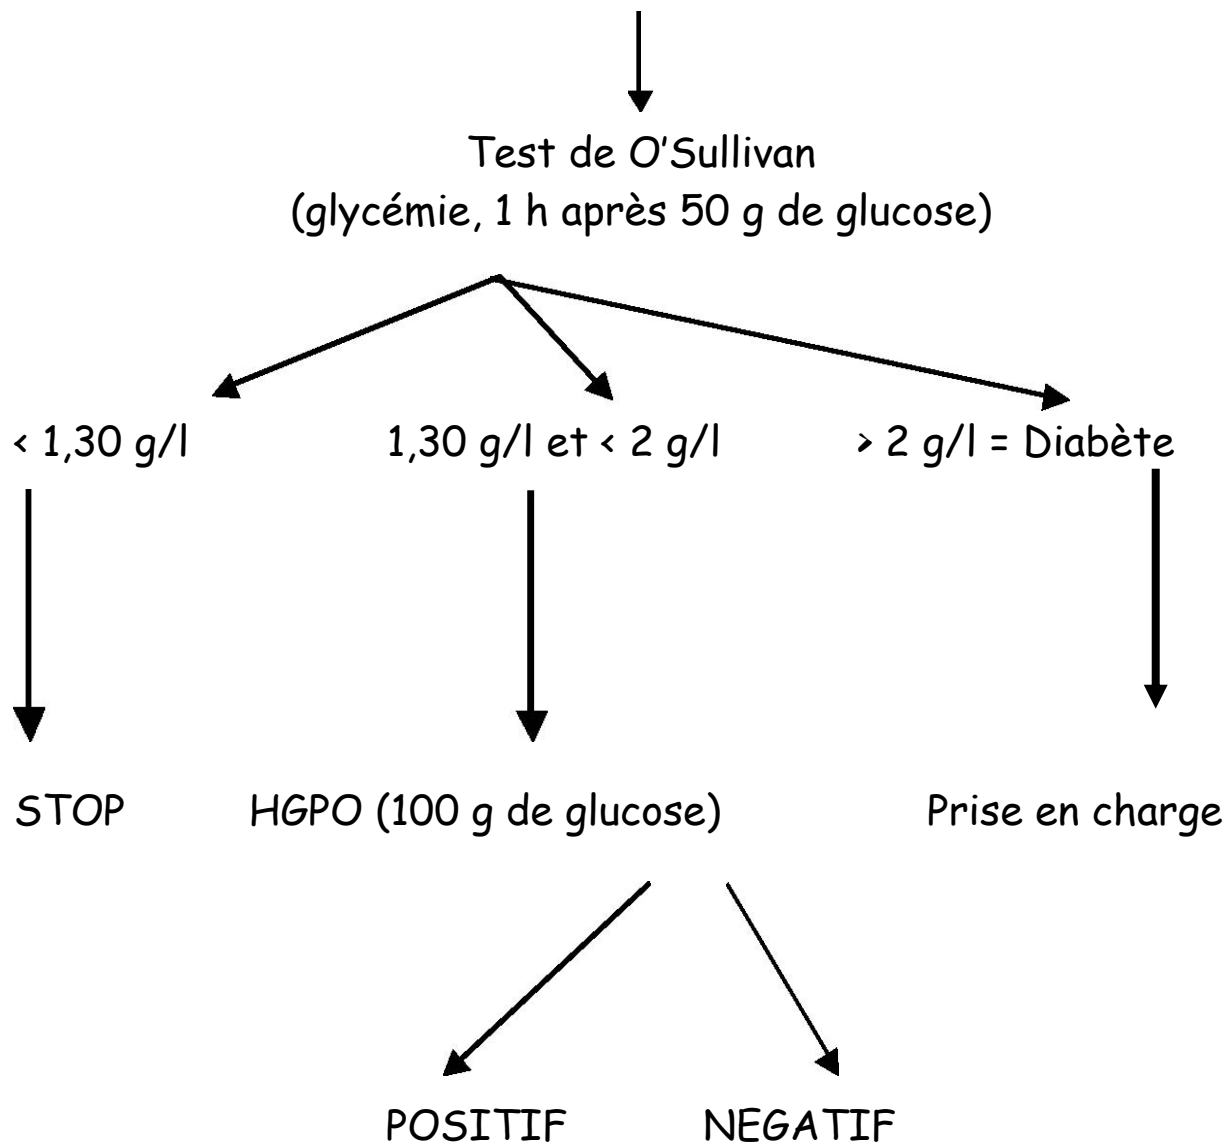 Test de O'Sullivan
(glycémie, 1 h après 50 g de glucose)
< 1,30 g/l
1,30 g/l et < 2 g/l
> 2 g/l = Diabète
STOP
HGPO (100 g de glucose)
Prise en charge
POSITIF
NEGATIF